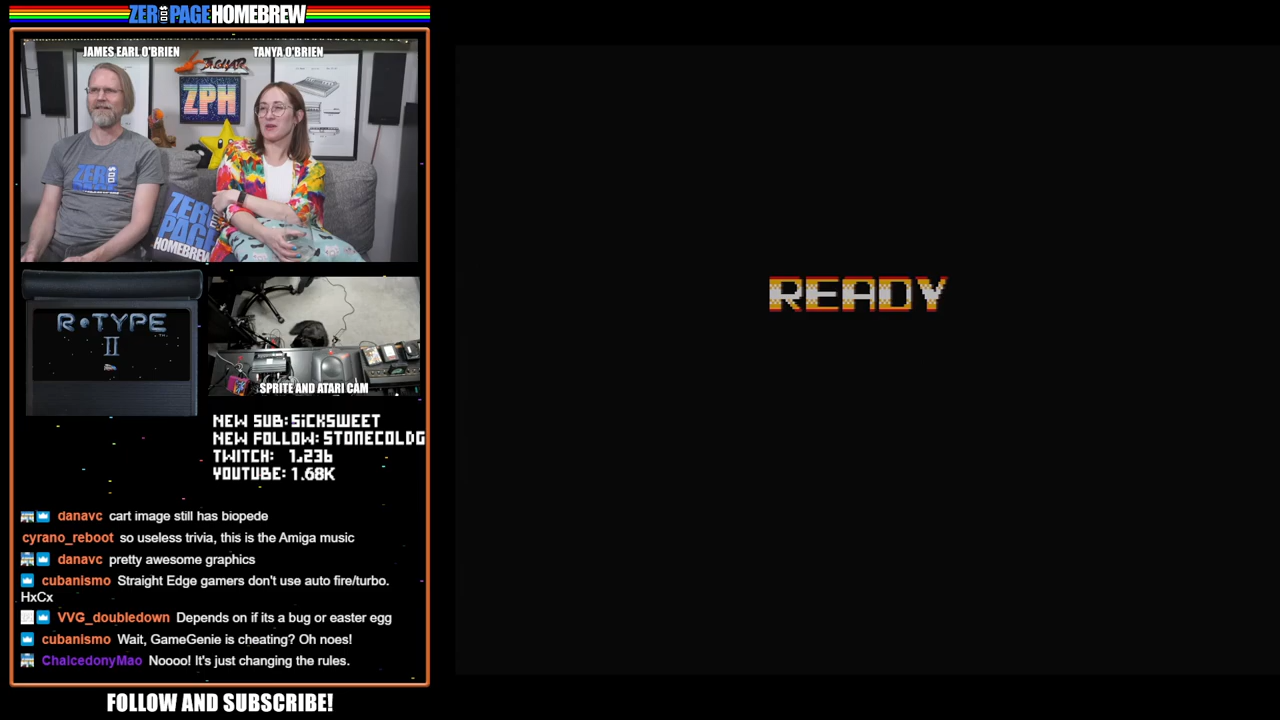 ZEROPAGE HOMEBREW
JAMES EARL O'BRIEN
TANYA O'BRIEN
JAGUAR
ZPH
ZERO
PAGE
HOMEBREW
R•TYPE
II
SPRITE AND ATARI CAM
READY
NEW SUB: SICKSWEET
NEW FOLLOW: STONECOLDG
TWITCH: 1,236
YOUTUBE: 1.68K
danavc cart image still has biopede
cyrano_reboot so useless trivia, this is the Amiga music
danavc pretty awesome graphics
cubanismo Straight Edge gamers don't use auto fire/turbo.
HxCx
VVG_doubledown Depends on if its a bug or easter egg
cubanismo Wait, GameGenie is cheating? Oh noes!
ChalcedonyMao Noooo! It's just changing the rules.
FOLLOW AND SUBSCRIBE!